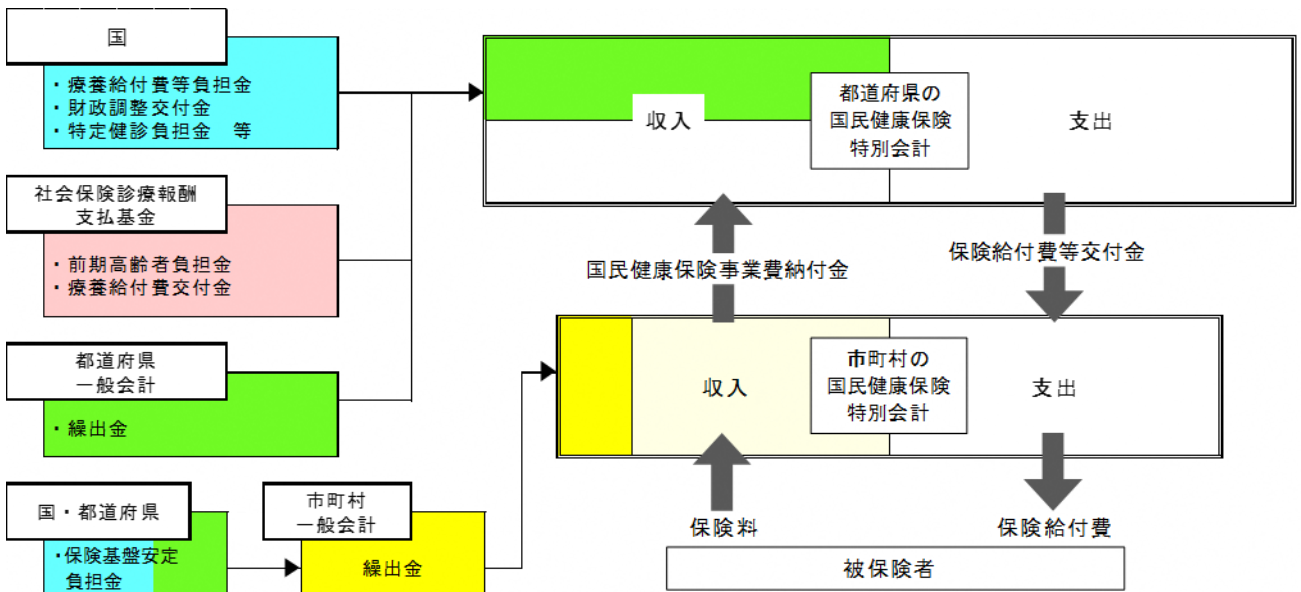 国
・療養給付費等負担金
・財政調整交付金
・特定健診負担金　等
社会保険診療報酬
支払基金
・前期高齢者負担金
・療養給付費交付金
都道府県
一般会計
・繰出金
国・都道府県
・保険基盤安定
負担金
市町村
一般会計
繰出金
収入
都道府県の
国民健康保険
特別会計
支出
国民健康保険事業費納付金
保険給付費等交付金
収入
市町村の
国民健康保険
特別会計
支出
保険料
保険給付費
被保険者